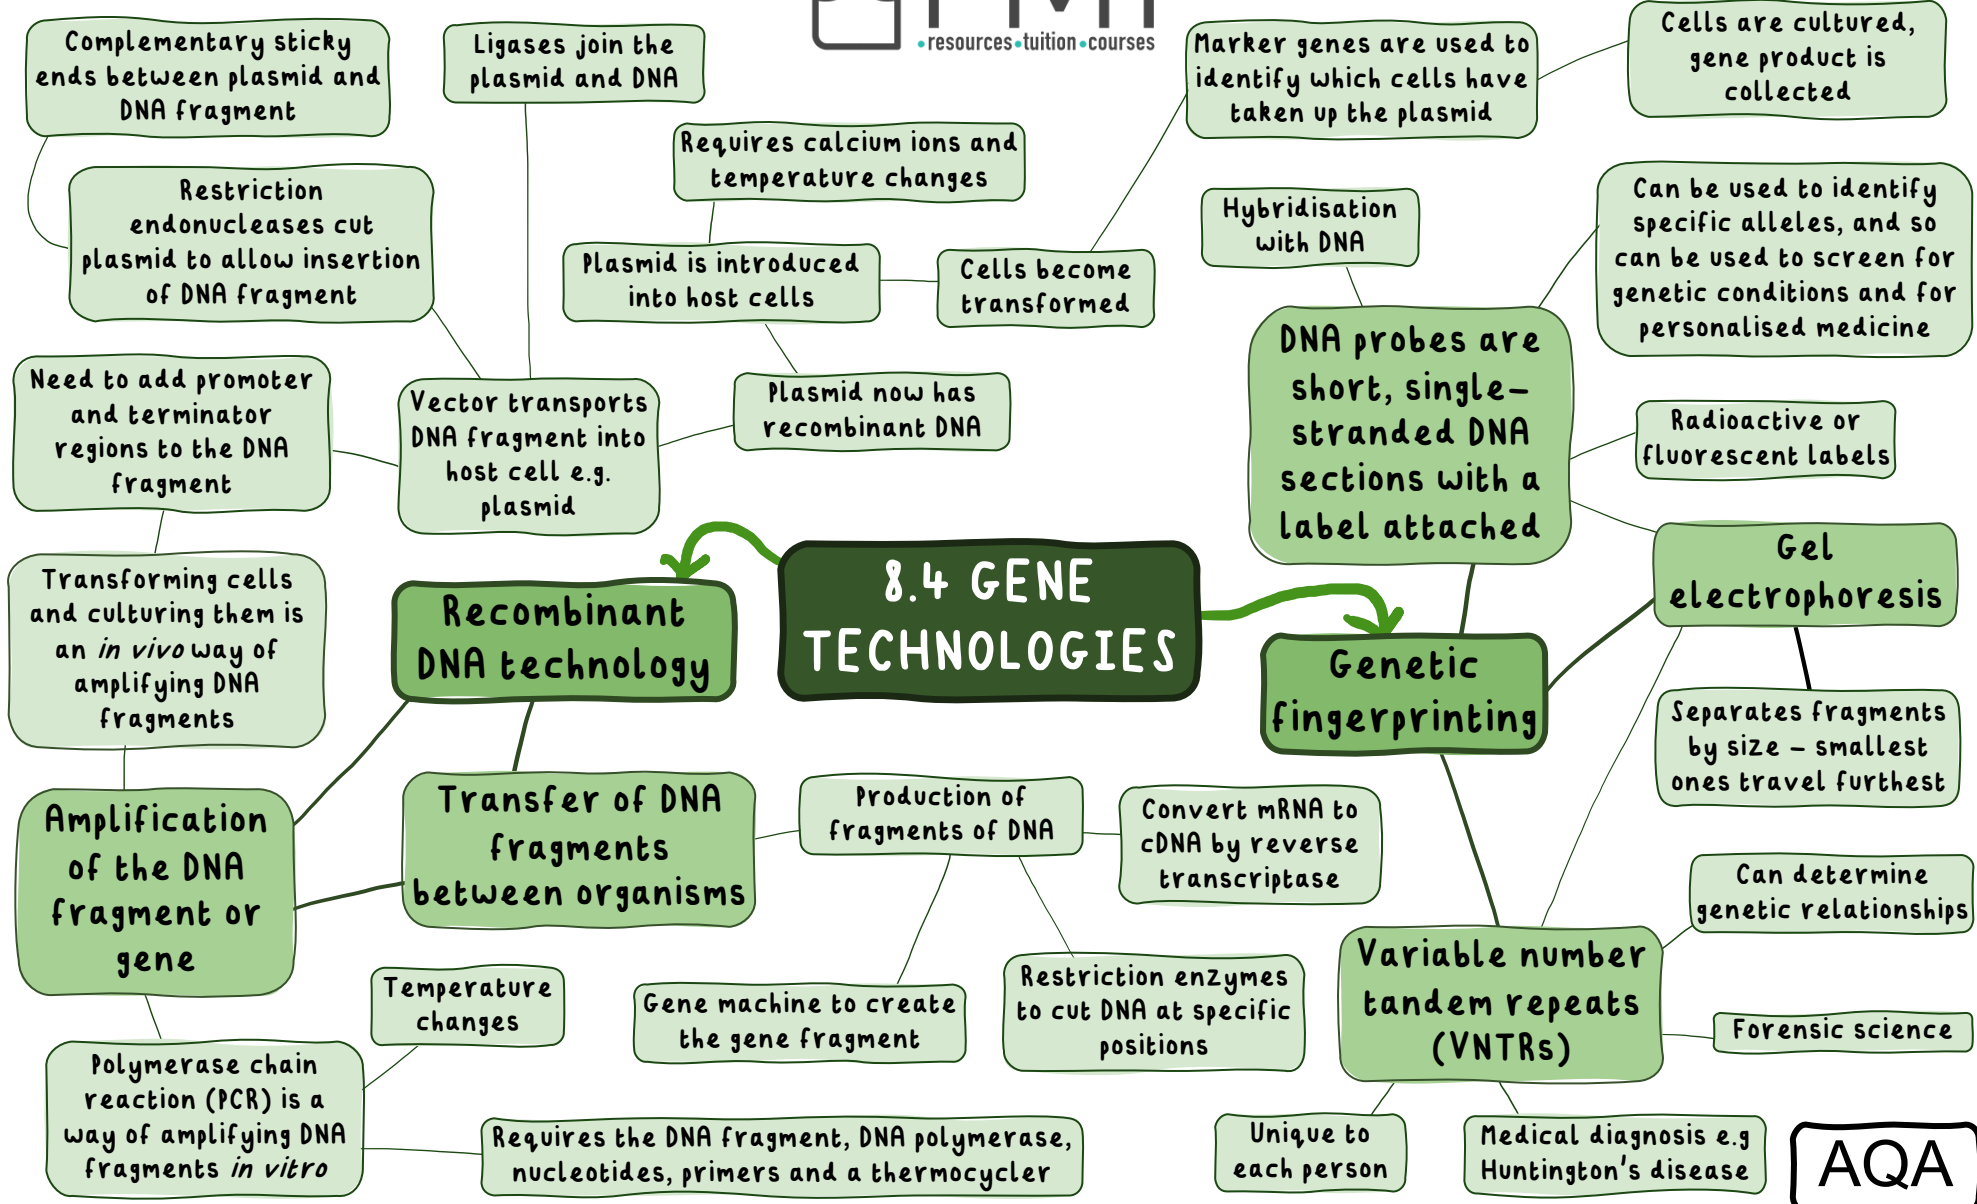 •resources•tuition•courses
Complementary sticky
ends between plasmid and
DNA fragment
Ligases join the
plasmid and DNA
Requires calcium ions and
temperature changes
Marker genes are used to
identify which cells have
taken up the plasmid
Cells are cultured,
gene product is
collected
Restriction
endonucleases cut
plasmid to allow insertion
of DNA fragment
Plasmid is introduced
into host cells
Cells become
transformed
Hybridisation
with DNA
Can be used to identify
specific alleles, and so
can be used to screen for
genetic conditions and for
personalised medicine
Need to add promoter
and terminator
regions to the DNA
fragment
Vector transports
DNA fragment into
host cell e.g.
plasmid
Plasmid now has
recombinant DNA
DNA probes are
short, single-
stranded DNA
sections with a
label attached
Radioactive or
fluorescent labels
Gel
electrophoresis
Transforming cells
and culturing them is
an in vivo way of
amplifying DNA
fragments
Recombinant
DNA technology
8.4 GENE
TECHNOLOGIES
Genetic
fingerprinting
Separates fragments
by size – smallest
ones travel furthest
Amplification
of the DNA
fragment or
gene
Transfer of DNA
fragments
between organisms
Production of
fragments of DNA
Convert mRNA to
cDNA by reverse
transcriptase
Can determine
genetic relationships
Temperature
changes
Gene machine to create
the gene fragment
Restriction enzymes
to cut DNA at specific
positions
Variable number
tandem repeats
(VNTRs)
Forensic science
Polymerase chain
reaction (PCR) is a
way of amplifying DNA
fragments in vitro
Requires the DNA fragment, DNA polymerase,
nucleotides, primers and a thermocycler
Unique to
each person
Medical diagnosis e.g
Huntington's disease
AQA